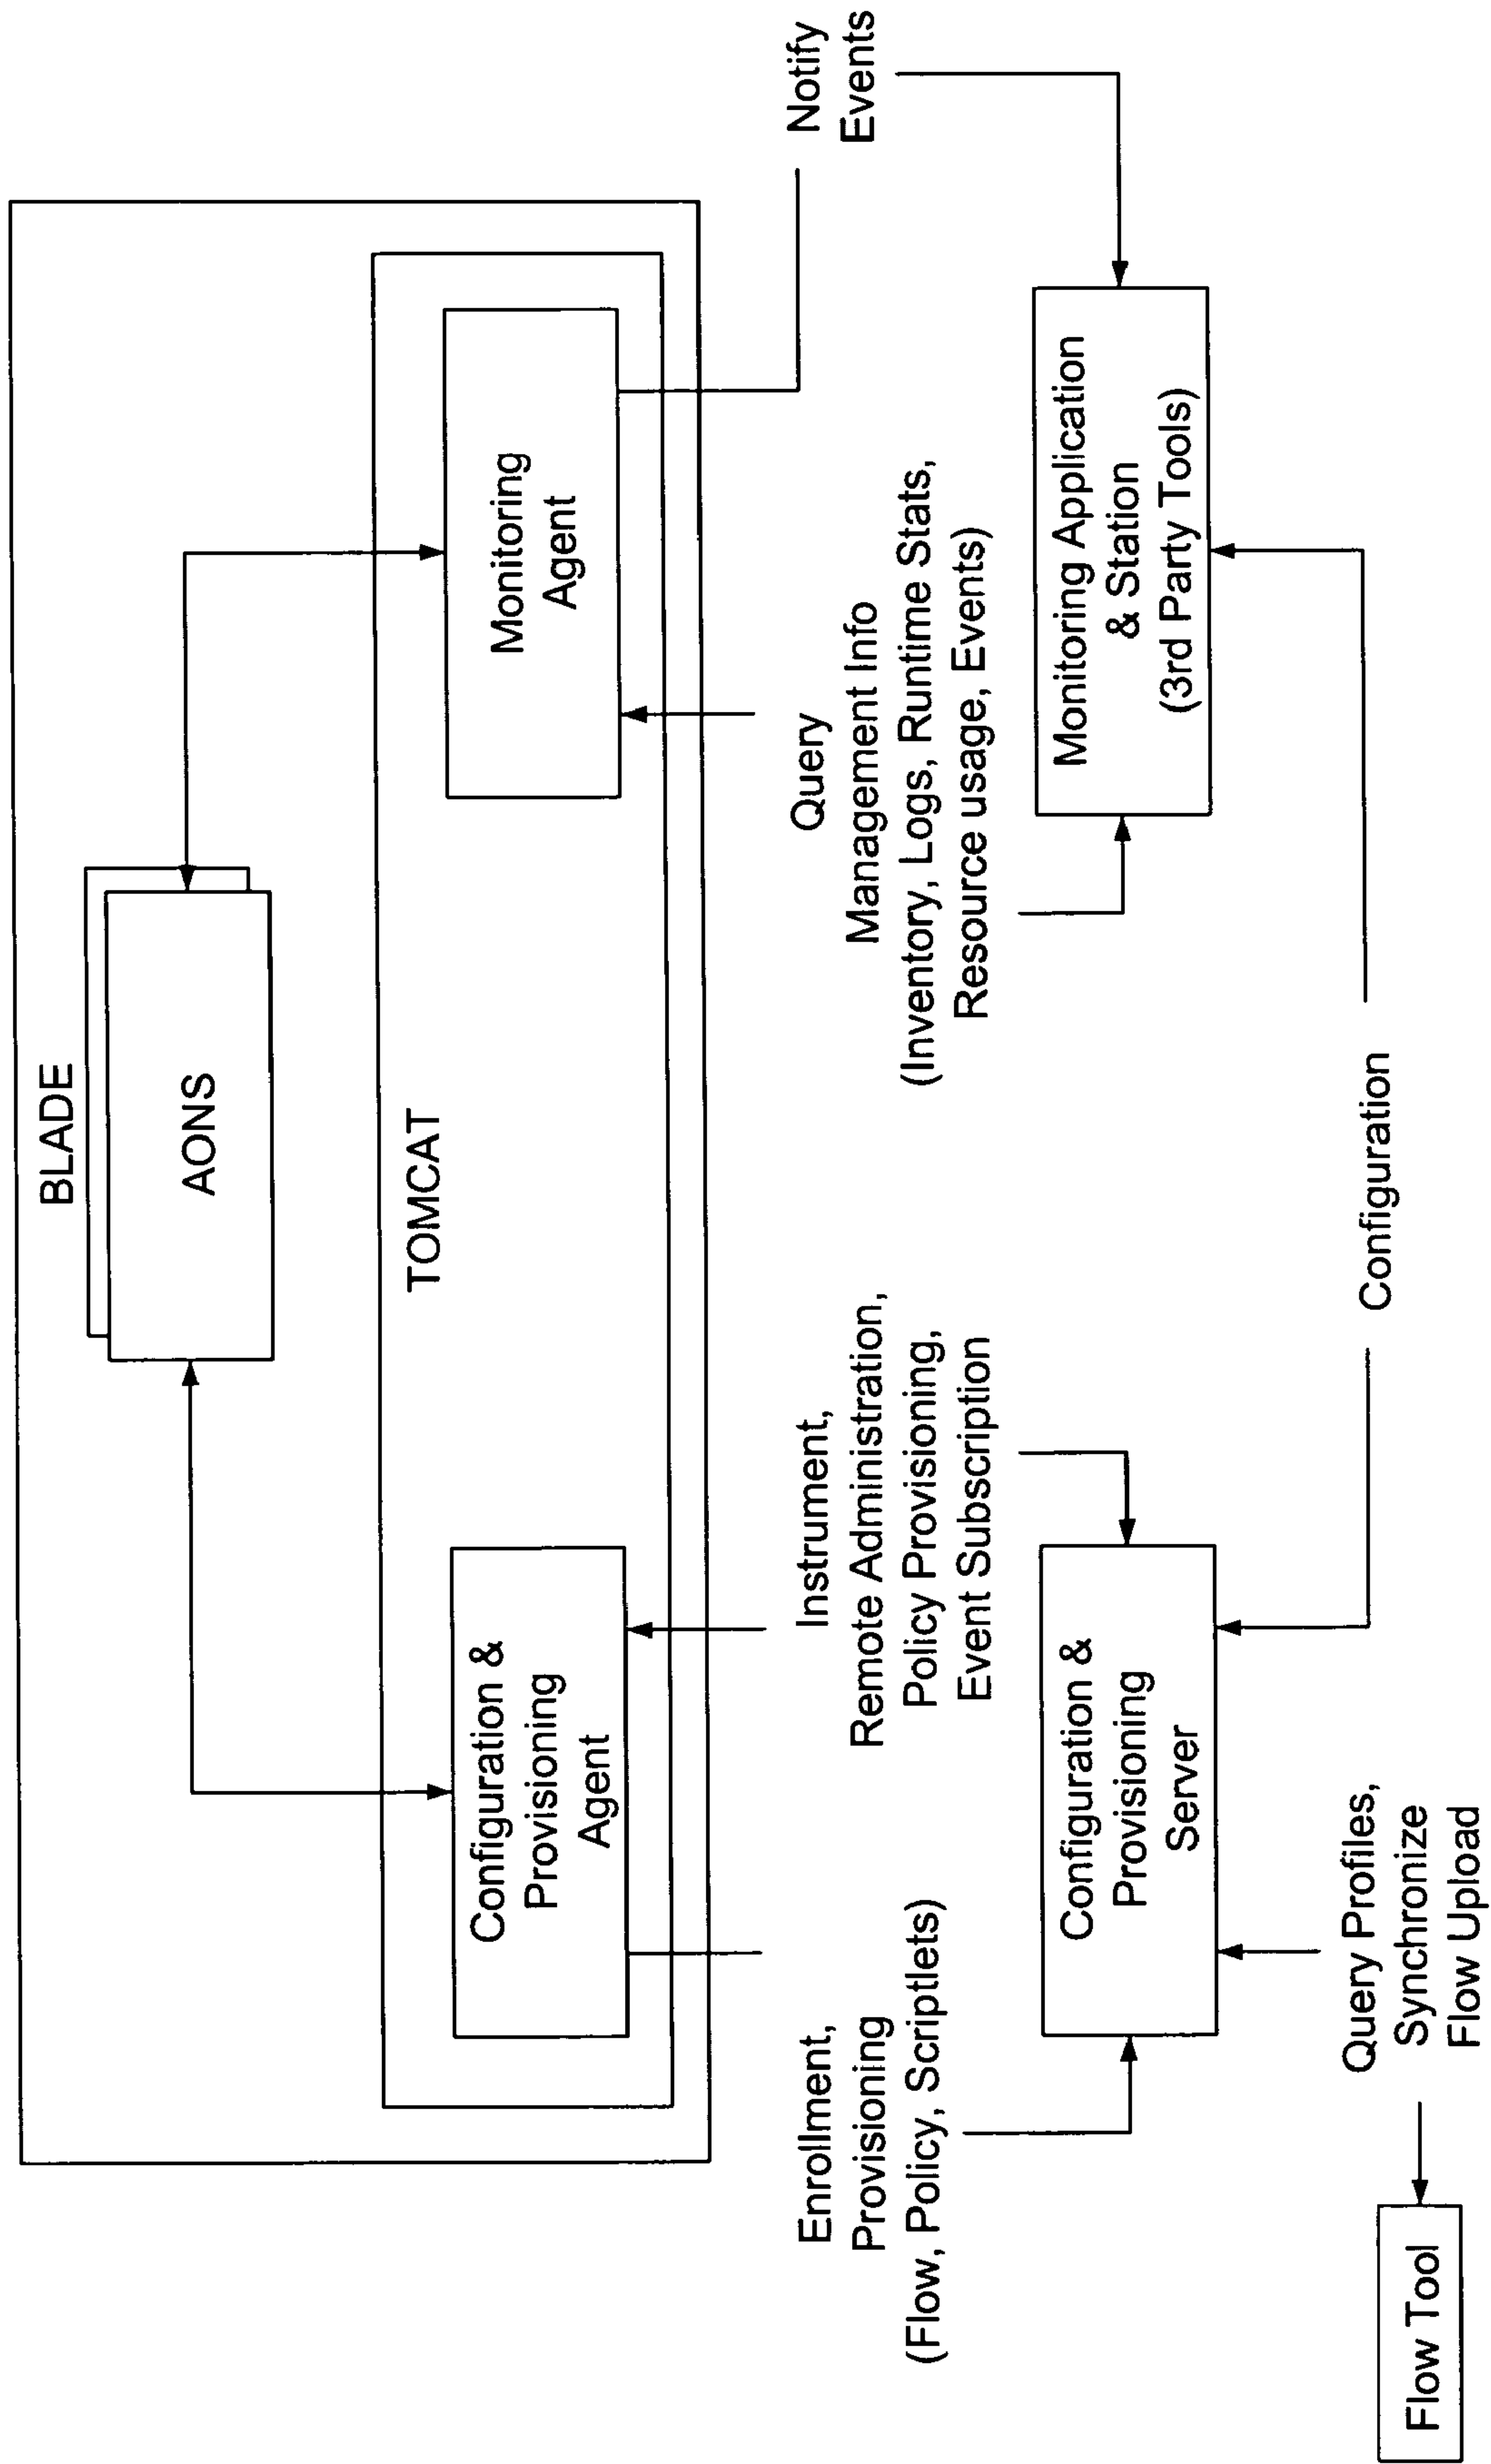 BLADE
AONS
TOMCAT
Configuration &
Provisioning
Agent
Monitoring
Agent
Enrollment,
Provisioning
(Flow, Policy, Scriptlets)
Instrument,
Remote Administration,
Policy Provisioning,
Event Subscription
Query
Management Info
(Inventory, Logs, Runtime Stats,
Resource usage, Events)
Notify
Events
Configuration &
Provisioning
Server
Monitoring Application
& Station
(3rd Party Tools)
Query Profiles,
Synchronize
Flow Upload
Configuration
Flow Tool